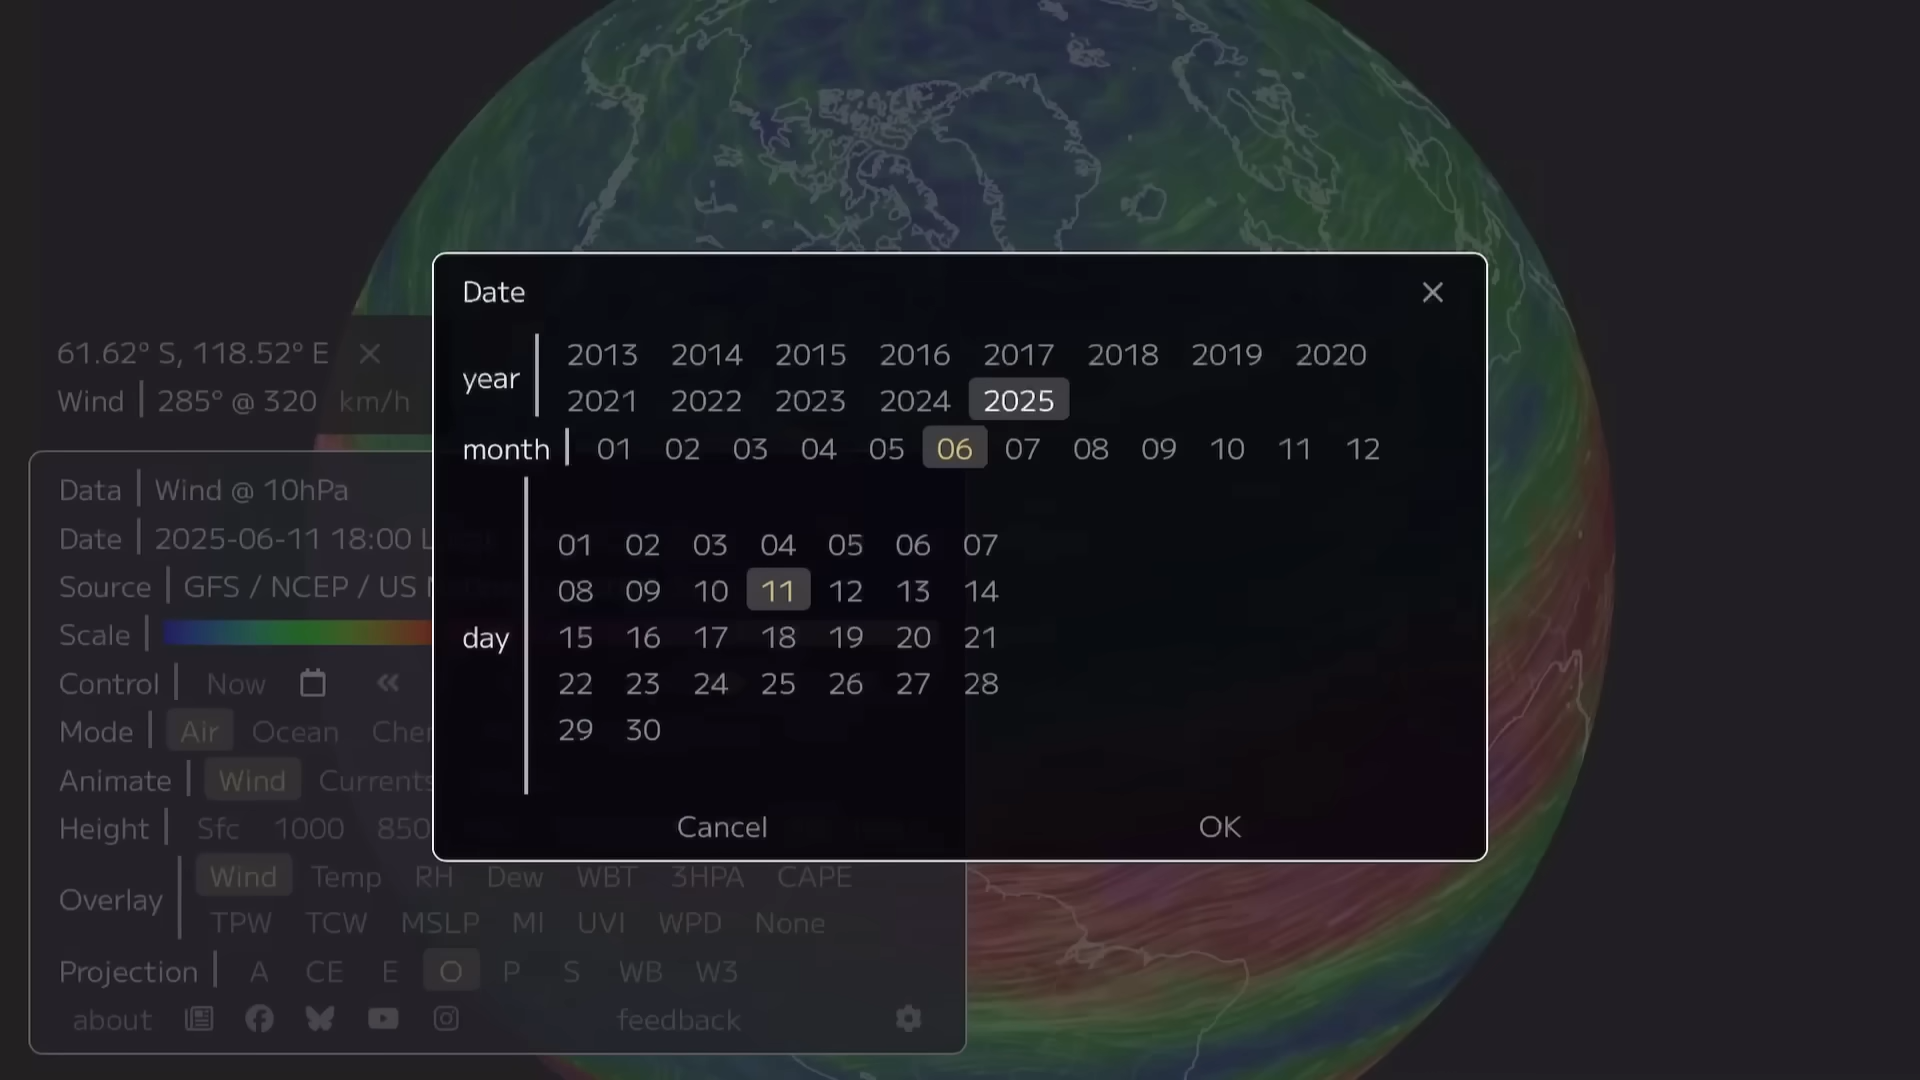 Date
year
2013 2014 2015 2016 2017 2018 2019 2020
2021 2022 2023 2024 2025
month 01 02 03 04 05 06 07 08 09 10 11 12
day
01 02 03 04 05 06 07
08 09 10 11 12 13 14
15 16 17 18 19 20 21
22 23 24 25 26 27 28
29 30
Cancel OK
61.62° S, 118.52° E
Wind 285° @ 320 km/h
Data Wind @ 10hPa
Date 2025-06-11 18:00
Source GFS / NCEP / US
Scale
Control Now «
Mode Air Ocean
Animate Wind Currents
Height Sfc 1000 850
Overlay
Wind Temp RH Dew WBT 3HPA CAPE
TPW TCW MSLP MI UVI WPD None
Projection A CE E O P S WB W3
about feedback